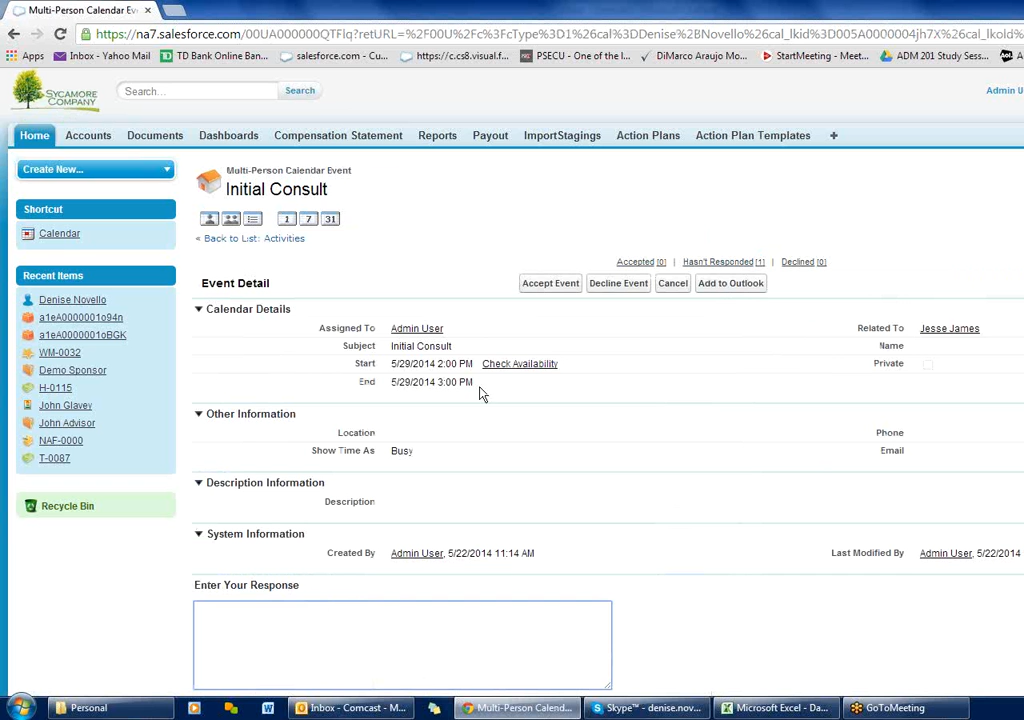 Multi-Person Calendar Eve
https://na7.salesforce.com/00UA000000QTFlq?retURL=%2F00U%2Fc%3FcType%3D1%26cal%3DDenise%2BNovello%26cal_lkid%3D005A0000004jh7X%26cal_lkold%
Apps
Inbox - Yahoo Mail
TD Bank Online Ban...
salesforce.com - Cu...
https://c.cs8.visual.f...
PSECU - One of the l...
DiMarco Araujo Mo...
StartMeeting - Meet...
ADM 201 Study Sess...
SYCAMORE
COMPANY
Search...
Search
Admin U
Home
Accounts
Documents
Dashboards
Compensation Statement
Reports
Payout
ImportStagings
Action Plans
Action Plan Templates
+
Create New...
Shortcut
Calendar
Recent Items
Denise Novello
a1eA0000001o94n
a1eA0000001oBGK
WM-0032
Demo Sponsor
H-0115
John Glavey
John Advisor
NAF-0000
T-0087
Recycle Bin
Multi-Person Calendar Event
Initial Consult
1
7
31
« Back to List: Activities
Accepted [0] | Hasn't Responded [1] | Declined [0]
Event Detail
Accept Event
Decline Event
Cancel
Add to Outlook
Calendar Details
Assigned To Admin User
Related To Jesse James
Subject Initial Consult
Name
Start 5/29/2014 2:00 PM Check Availability
Private
End 5/29/2014 3:00 PM
Other Information
Location
Phone
Show Time As Busy
Email
Description Information
Description
System Information
Created By Admin User, 5/22/2014 11:14 AM
Last Modified By Admin User, 5/22/2014
Enter Your Response
Personal
Inbox - Comcast - M...
Multi-Person Calend...
Skype™ - denise.nov...
Microsoft Excel - Da...
GoToMeeting